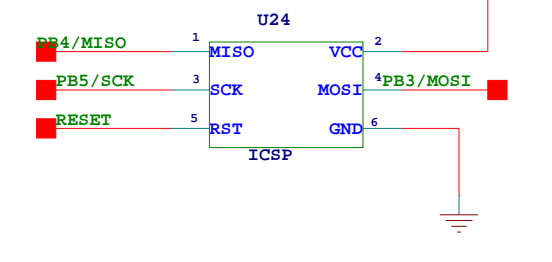 U24
PB4/MISO 1 MISO VCC 2
PB5/SCK 3 SCK MOSI 4 PB3/MOSI
RESET 5 RST GND 6
ICSP